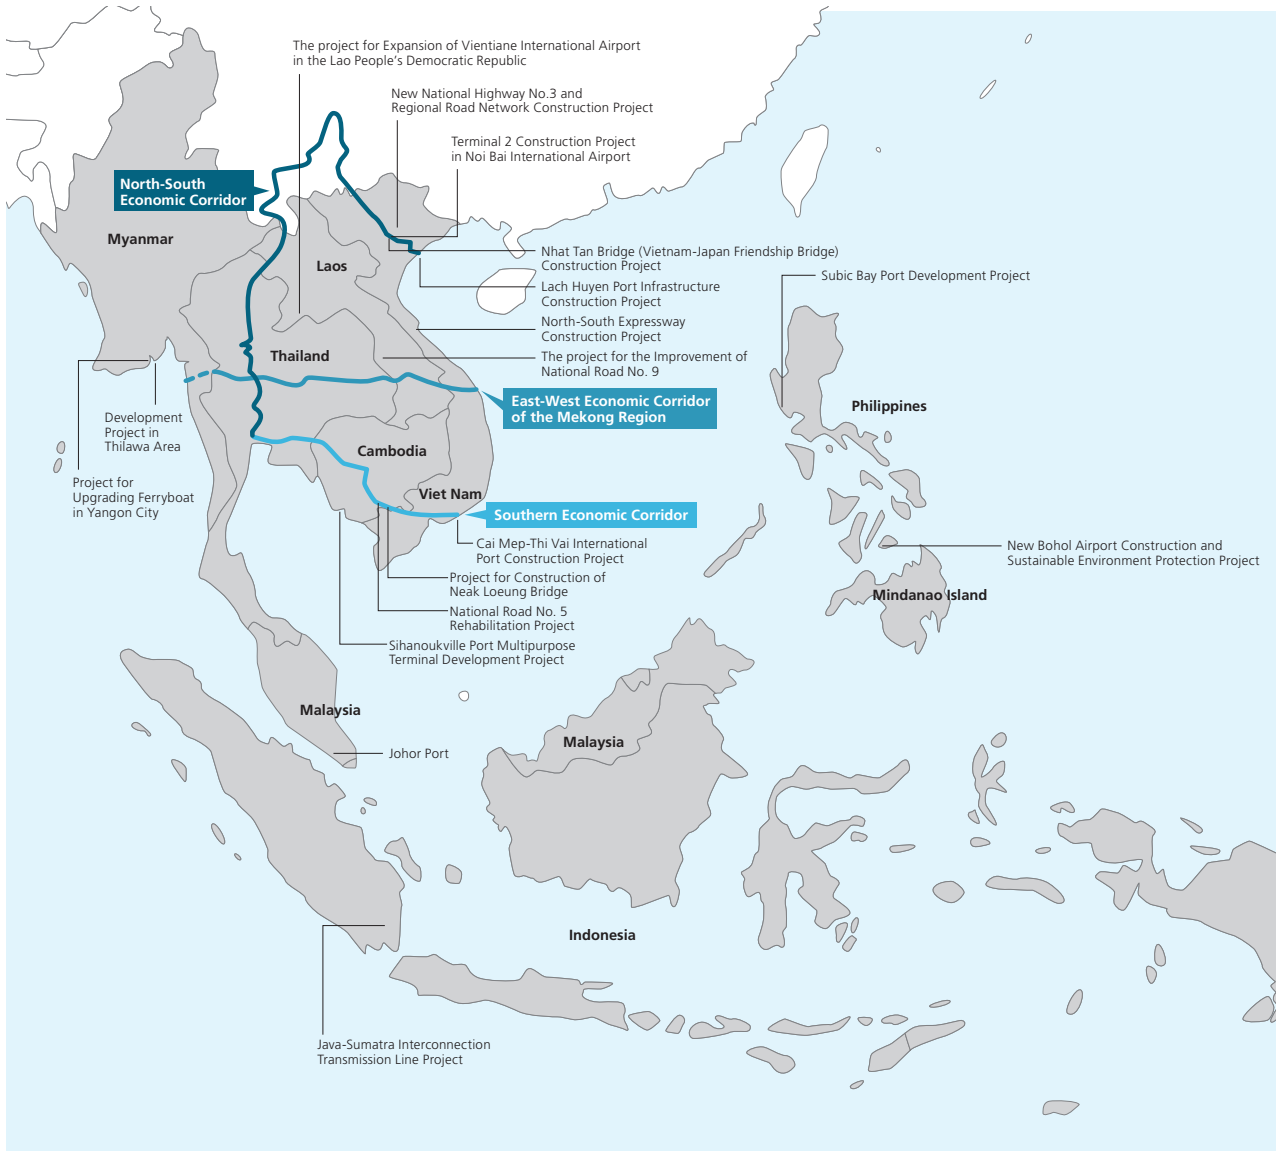 The project for Expansion of Vientiane International Airport
in the Lao People’s Democratic Republic
New National Highway No.3 and
Regional Road Network Construction Project
Terminal 2 Construction Project
in Noi Bai International Airport
North-South
Economic Corridor
Myanmar
Laos
Nhat Tan Bridge (Vietnam-Japan Friendship Bridge)
Construction Project
Subic Bay Port Development Project
Lach Huyen Port Infrastructure
Construction Project
North-South Expressway
Construction Project
Thailand
The project for the Improvement of
National Road No. 9
East-West Economic Corridor
of the Mekong Region
Philippines
Development
Project in
Thilawa Area
Cambodia
Project for
Upgrading Ferryboat
in Yangon City
Viet Nam
Southern Economic Corridor
Cai Mep-Thi Vai International
Port Construction Project
New Bohol Airport Construction and
Sustainable Environment Protection Project
Project for Construction of
Neak Loeung Bridge
Mindanao Island
National Road No. 5
Rehabilitation Project
Sihanoukville Port Multipurpose
Terminal Development Project
Malaysia
Malaysia
Johor Port
Indonesia
Java-Sumatra Interconnection
Transmission Line Project